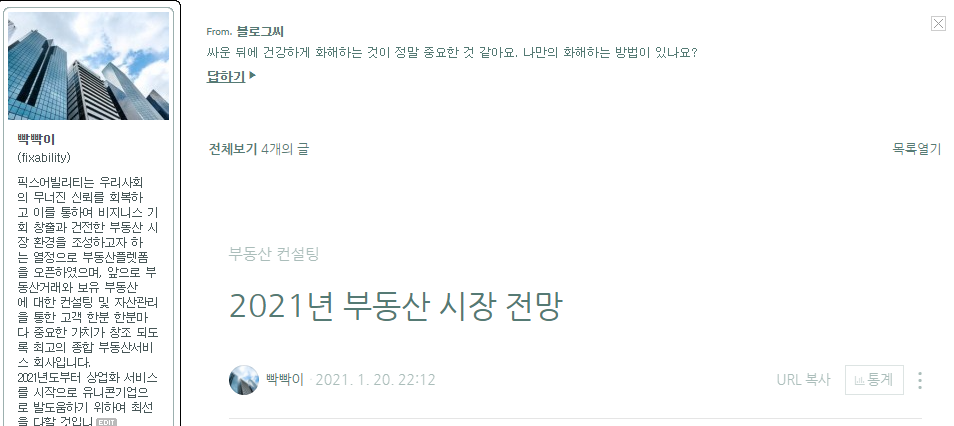 빡빡이
(fixability)
픽스어빌리티는 우리사회
의 무너진 신뢰를 회복하
고 이를 통하여 비지니스 기
회 창출과 건전한 부동산 시
장 환경을 조성하고자 하
는 열정으로 부동산플렛폼
을 오픈하였으며, 앞으로 부
동산거래와 보유 부동산
에 대한 컨설팅 및 자산관리
을 통한 고객 한분 한분마
다 중요한 가치가 창조 되도
록 최고의 종합 부동산서비
스 회사입니다.
2021년도부터 상업화 서비스
를 시작으로 유니콘기업으
로 발도움하기 위하여 최선
을 다할 것입니 EDIT
From. 블로그씨
싸운 뒤에 건강하게 화해하는 것이 정말 중요한 것 같아요. 나만의 화해하는 방법이 있나요?
답하기
전체보기 4개의 글 목록열기
부동산 컨설팅
2021년 부동산 시장 전망
빡빡이 · 2021. 1. 20. 22:12 URL 복사 통계